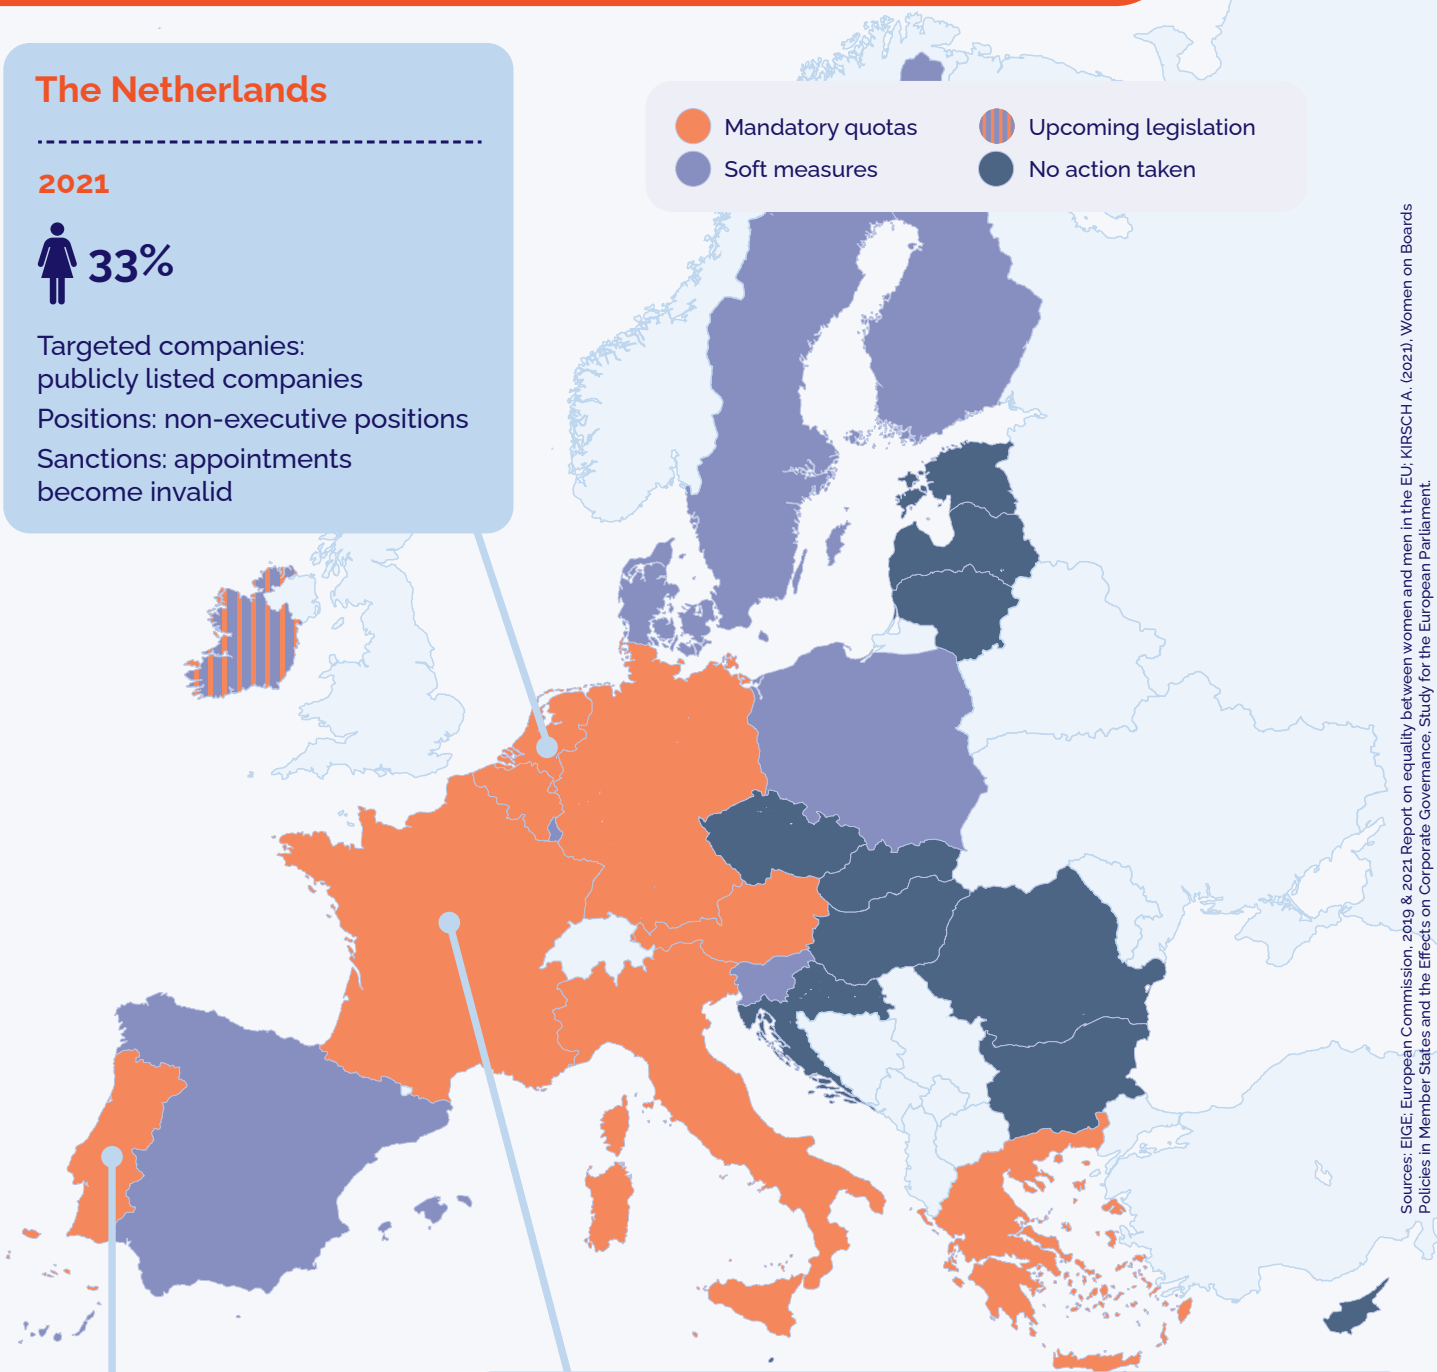 The Netherlands
2021
33%
Targeted companies:
publicly listed companies
Positions: non-executive positions
Sanctions: appointments
become invalid
Mandatory quotas
Soft measures
Upcoming legislation
No action taken
Sources: EIGE; European Commission, 2019 & 2021 Report on equality between women and men in the EU; KIRSCH A. (2021), Women on Boards
Policies in Member States and the Effects on Corporate Governance, Study for the European Parliament.